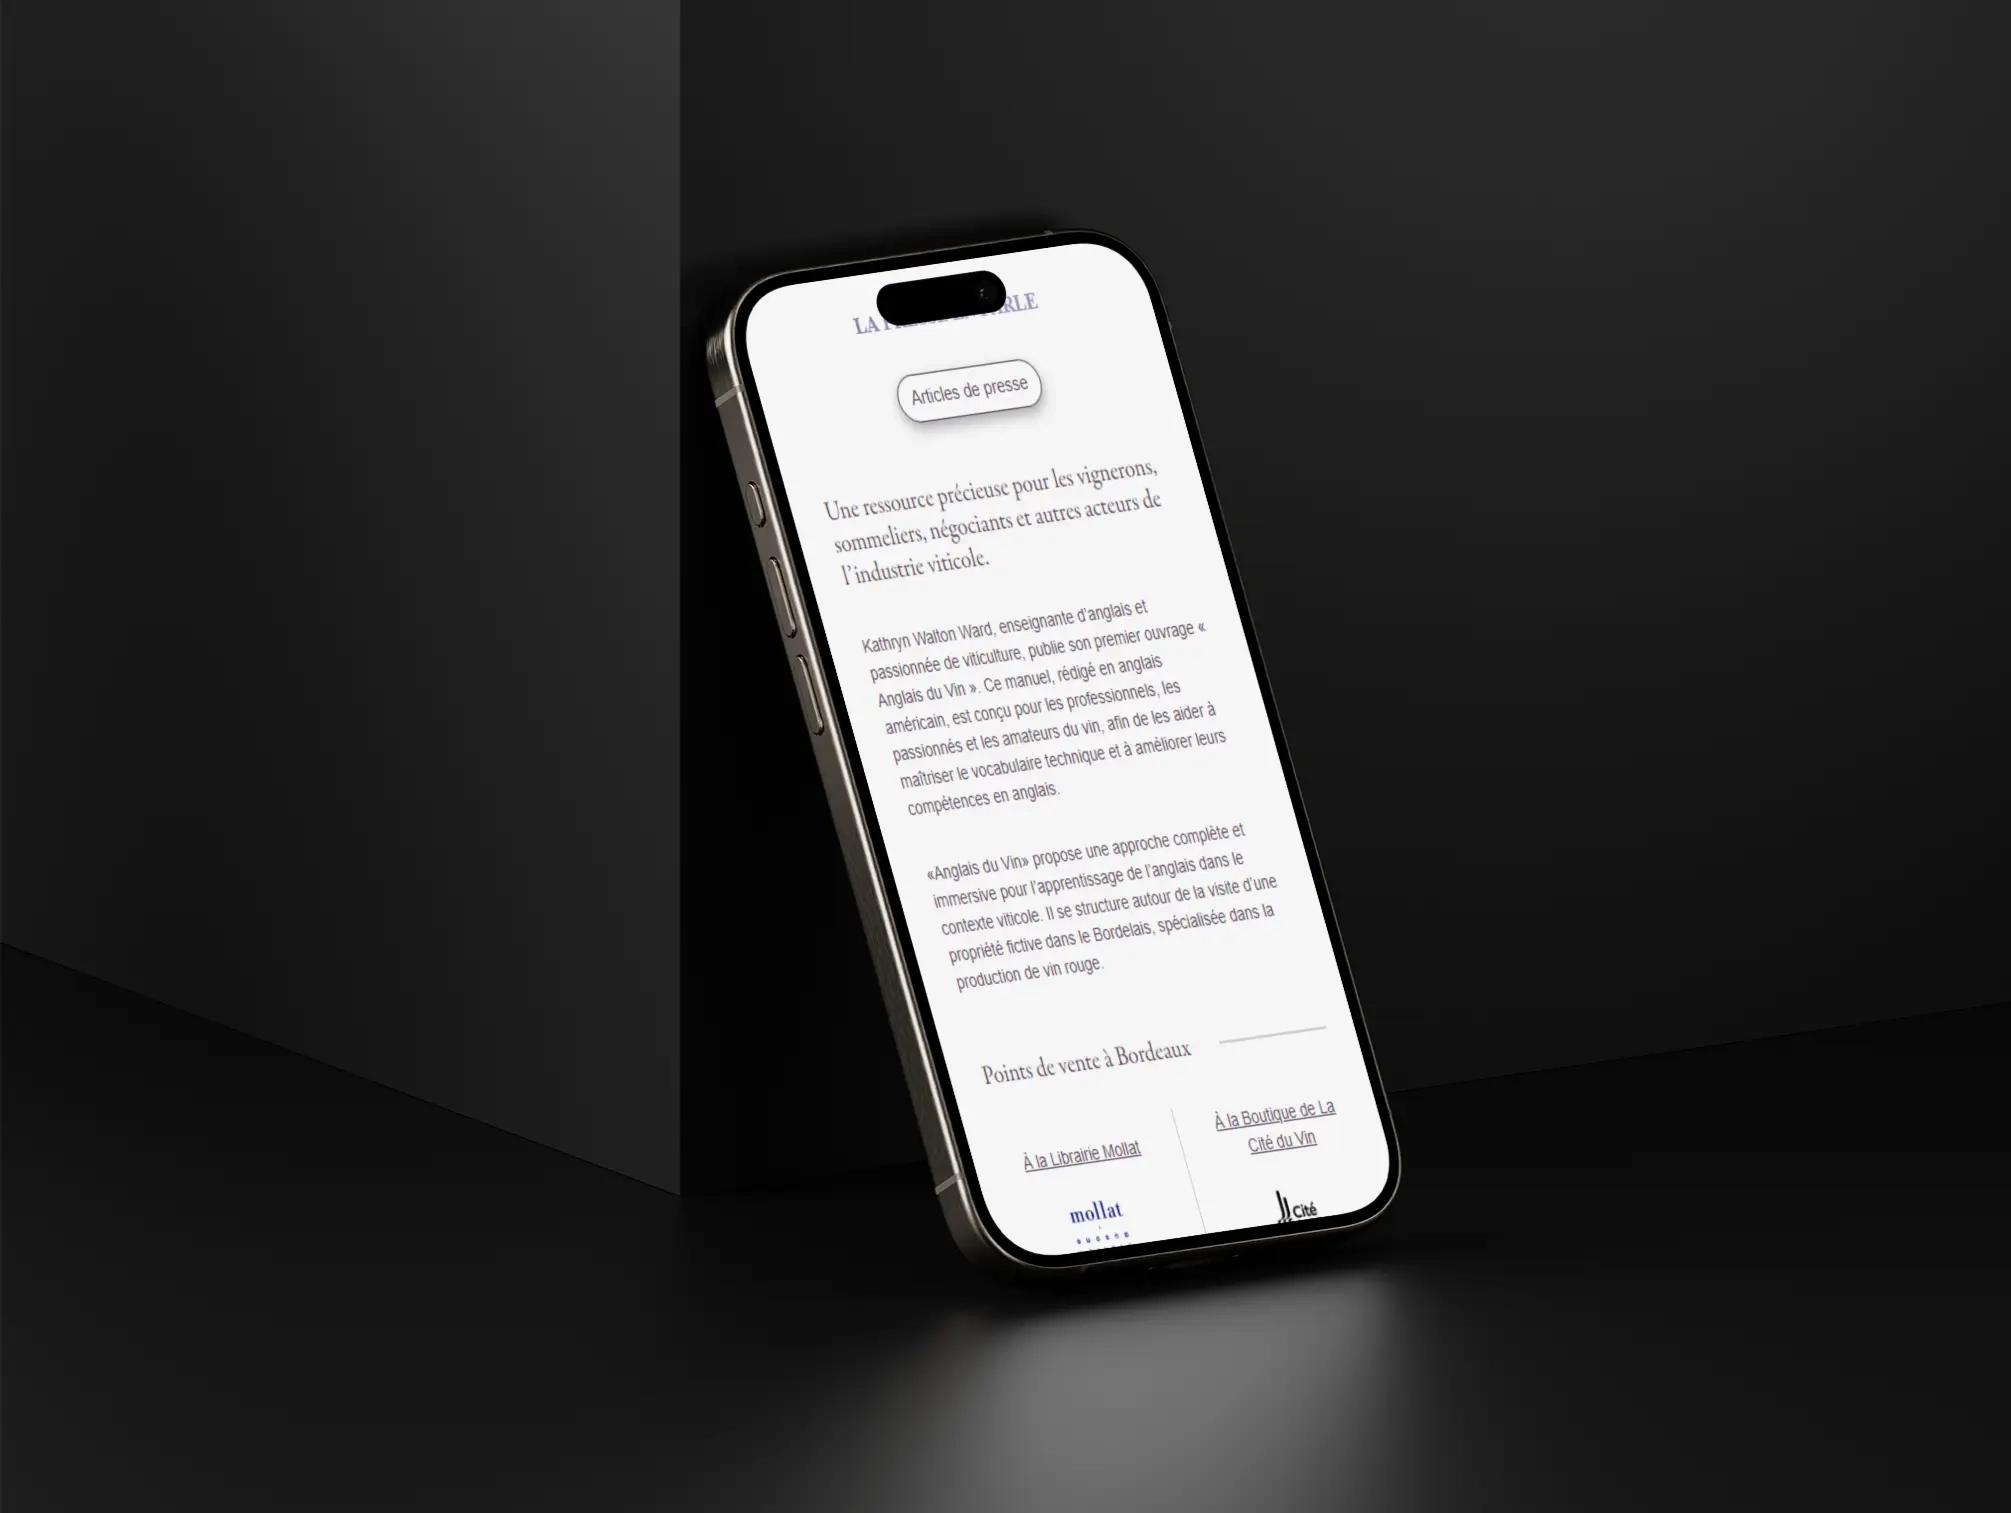 LA PRESSE EN PARLE
Articles de presse
Une ressource précieuse pour les vignerons,
sommeliers, négociants et autres acteurs de
l'industrie viticole.
Kathryn Walton Ward, enseignante d'anglais et
passionnée de viticulture, publie son premier ouvrage «
Anglais du Vin ». Ce manuel, rédigé en anglais
américain, est conçu pour les professionnels, les
passionnés et les amateurs du vin, afin de les aider à
maîtriser le vocabulaire technique et à améliorer leurs
compétences en anglais.
«Anglais du Vin» propose une approche complète et
immersive pour l'apprentissage de l'anglais dans le
contexte viticole. Il se structure autour de la visite d'une
propriété fictive dans le Bordelais, spécialisée dans la
production de vin rouge.
Points de vente à Bordeaux
À la Librairie Mollat
À la Boutique de La
Cité du Vin
mollat
Cité